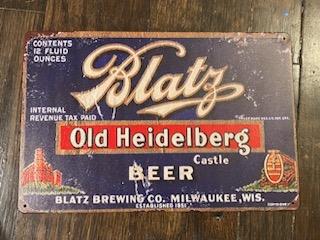 CONTENTS
12 FLUID
OUNCES
Blatz
INTERNAL
REVENUE TAX PAID
Old Heidelberg
Castle
BEER
BLATZ BREWING CO. MILWAUKEE, WIS.
ESTABLISHED 1851